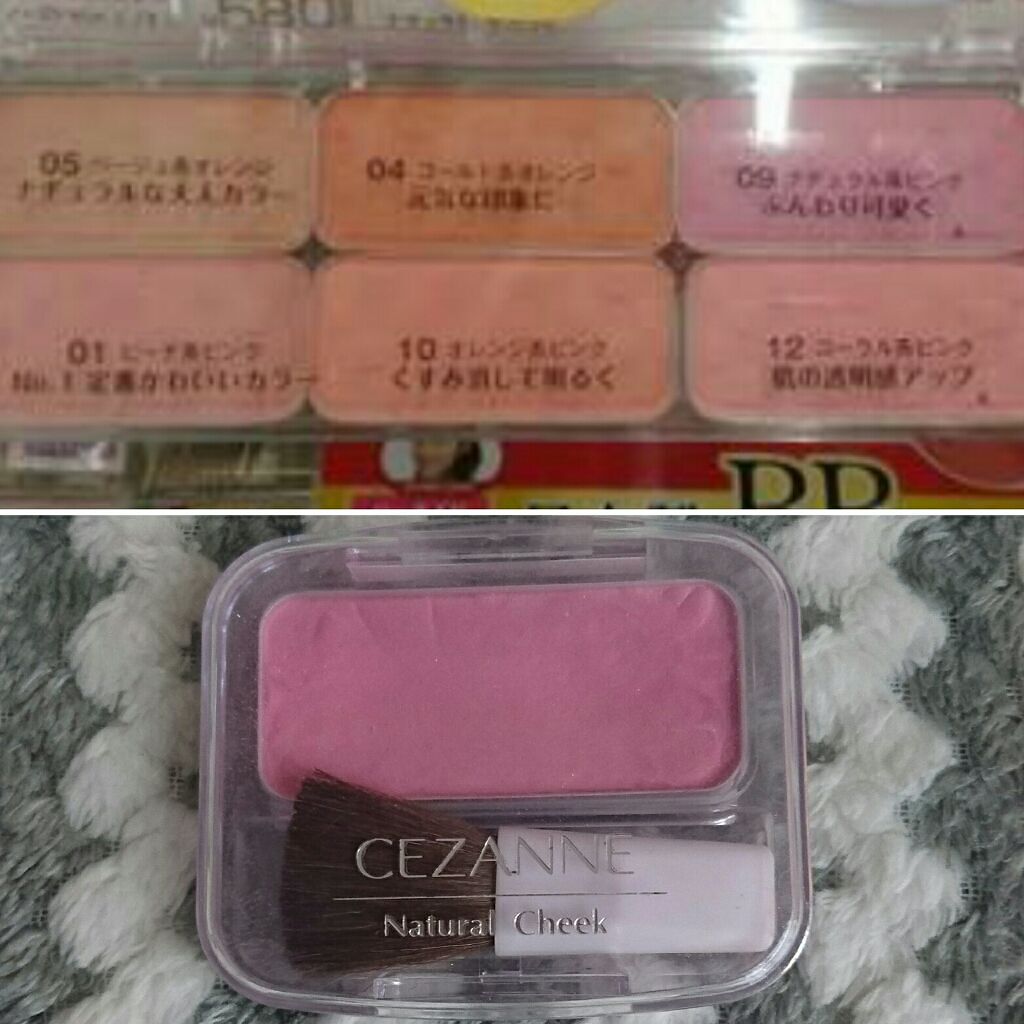 580
05 ベージュ系オレンジ
ナチュラルなヌーディカラー
04 ゴールド系オレンジ
元気な印象に
09 ナチュラル系ピンク
ふんわり可愛く
01 ピーチ系ピンク
No.1 定番かわいいカラー
10 オレンジ系ピンク
くすみ消して明るく
12 コーラル系ピンク
肌の透明感アップ
CEZANNE
Natural Cheek